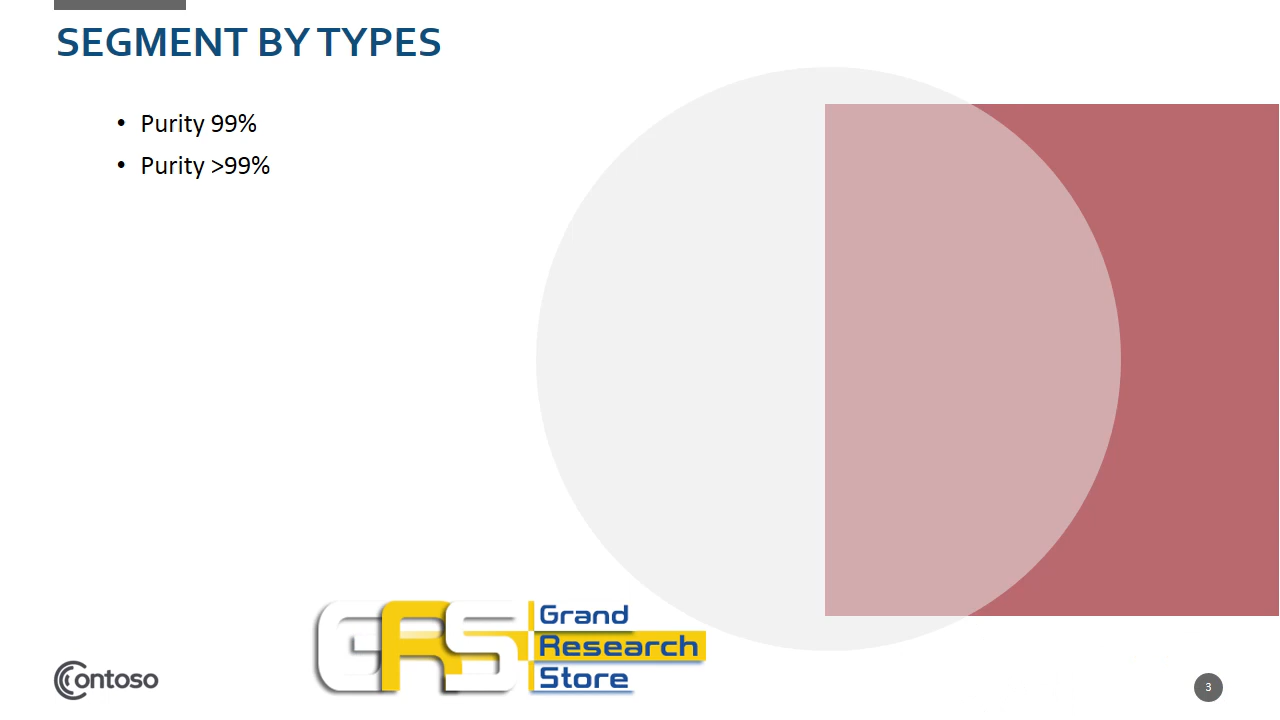 SEGMENT BY TYPES
• Purity 99%
• Purity >99%
GRS
Grand
Research
Store
Contoso
3